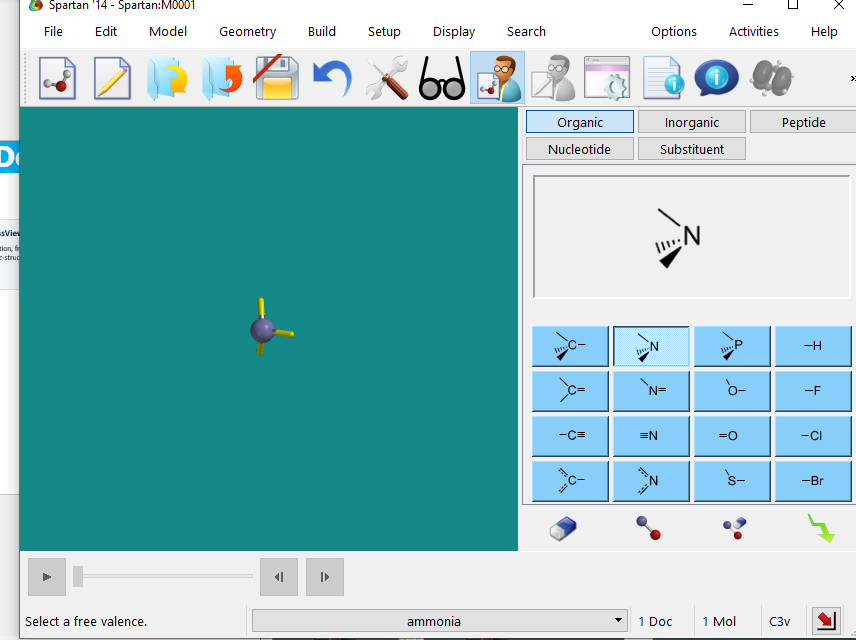 Spartan '14 - Spartan:M0001
File Edit Model Geometry Build Setup Display Search Options Activities Help
»
Organic Inorganic Peptide
Nucleotide Substituent
N
C N P −H
C= N= O− −F
−C≡ ≡N =O −Cl
C− N S− −Br
Select a free valence.
ammonia
1 Doc
1 Mol
C3v